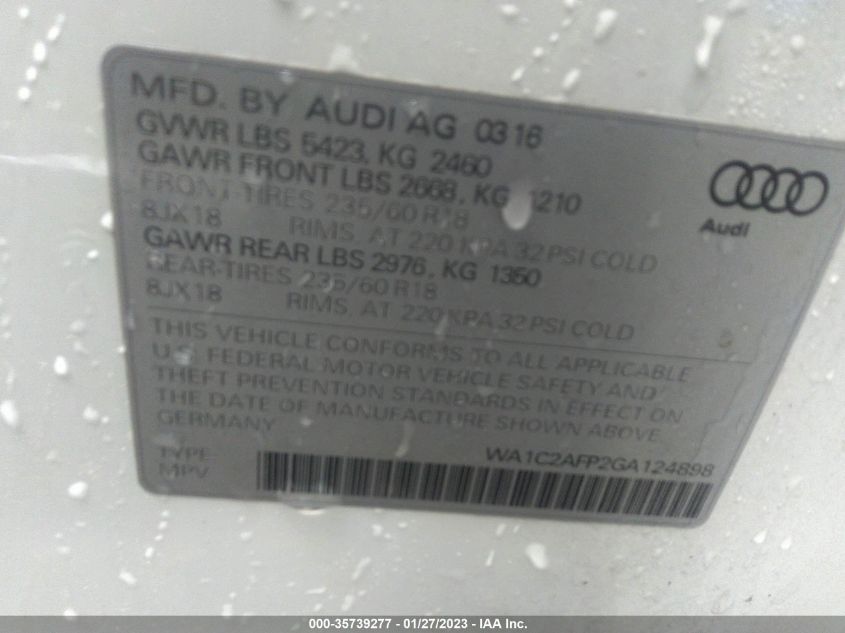 MFD. BY AUDI AG 0316
GVWR LBS 5423, KG 2460
GAWR FRONT LBS 2668, KG 1210
FRONT-TIRES 235/60 R18
8JX18 RIMS, AT 220 KPA 32 PSI COLD
GAWR REAR LBS 2976, KG 1350
REAR-TIRES 235/60 R18
8JX18 RIMS, AT 220 KPA 32 PSI COLD
Audi
THIS VEHICLE CONFORMS TO ALL APPLICABLE
U.S. FEDERAL MOTOR VEHICLE SAFETY AND
THEFT PREVENTION STANDARDS IN EFFECT ON
THE DATE OF MANUFACTURE SHOWN ABOVE.
GERMANY
TYPE WA1C2AFP2GA124898
MPV
000-35739277 - 01/27/2023 - IAA Inc.